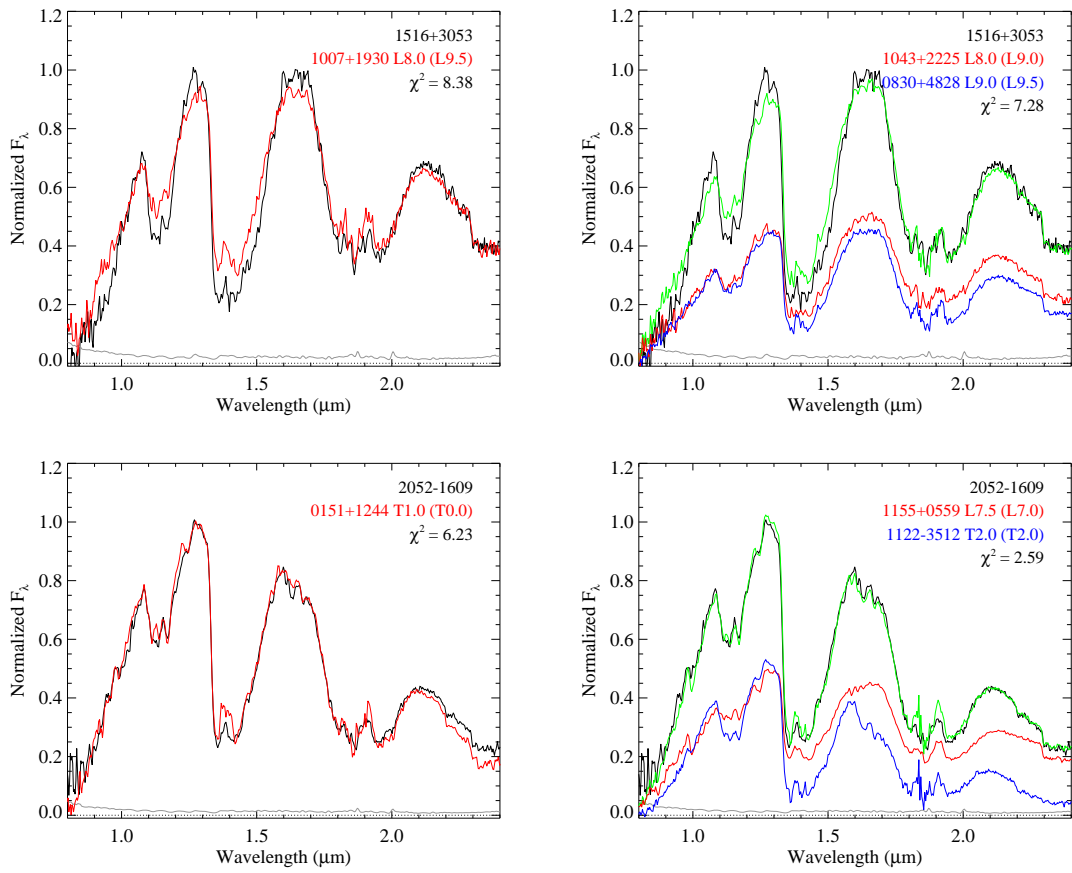 1.2
1.0
0.8
0.6
0.4
0.2
0.0
Normalized Fλ
1516+3053
1007+1930 L8.0 (L9.5)
χ² = 8.38
1.0 1.5 2.0
Wavelength (μm)
1.2
1.0
0.8
0.6
0.4
0.2
0.0
Normalized Fλ
1516+3053
1043+2225 L8.0 (L9.0)
0830+4828 L9.0 (L9.5)
χ² = 7.28
1.0 1.5 2.0
Wavelength (μm)
1.2
1.0
0.8
0.6
0.4
0.2
0.0
Normalized Fλ
2052-1609
0151+1244 T1.0 (T0.0)
χ² = 6.23
1.0 1.5 2.0
Wavelength (μm)
1.2
1.0
0.8
0.6
0.4
0.2
0.0
Normalized Fλ
2052-1609
1155+0559 L7.5 (L7.0)
1122-3512 T2.0 (T2.0)
χ² = 2.59
1.0 1.5 2.0
Wavelength (μm)